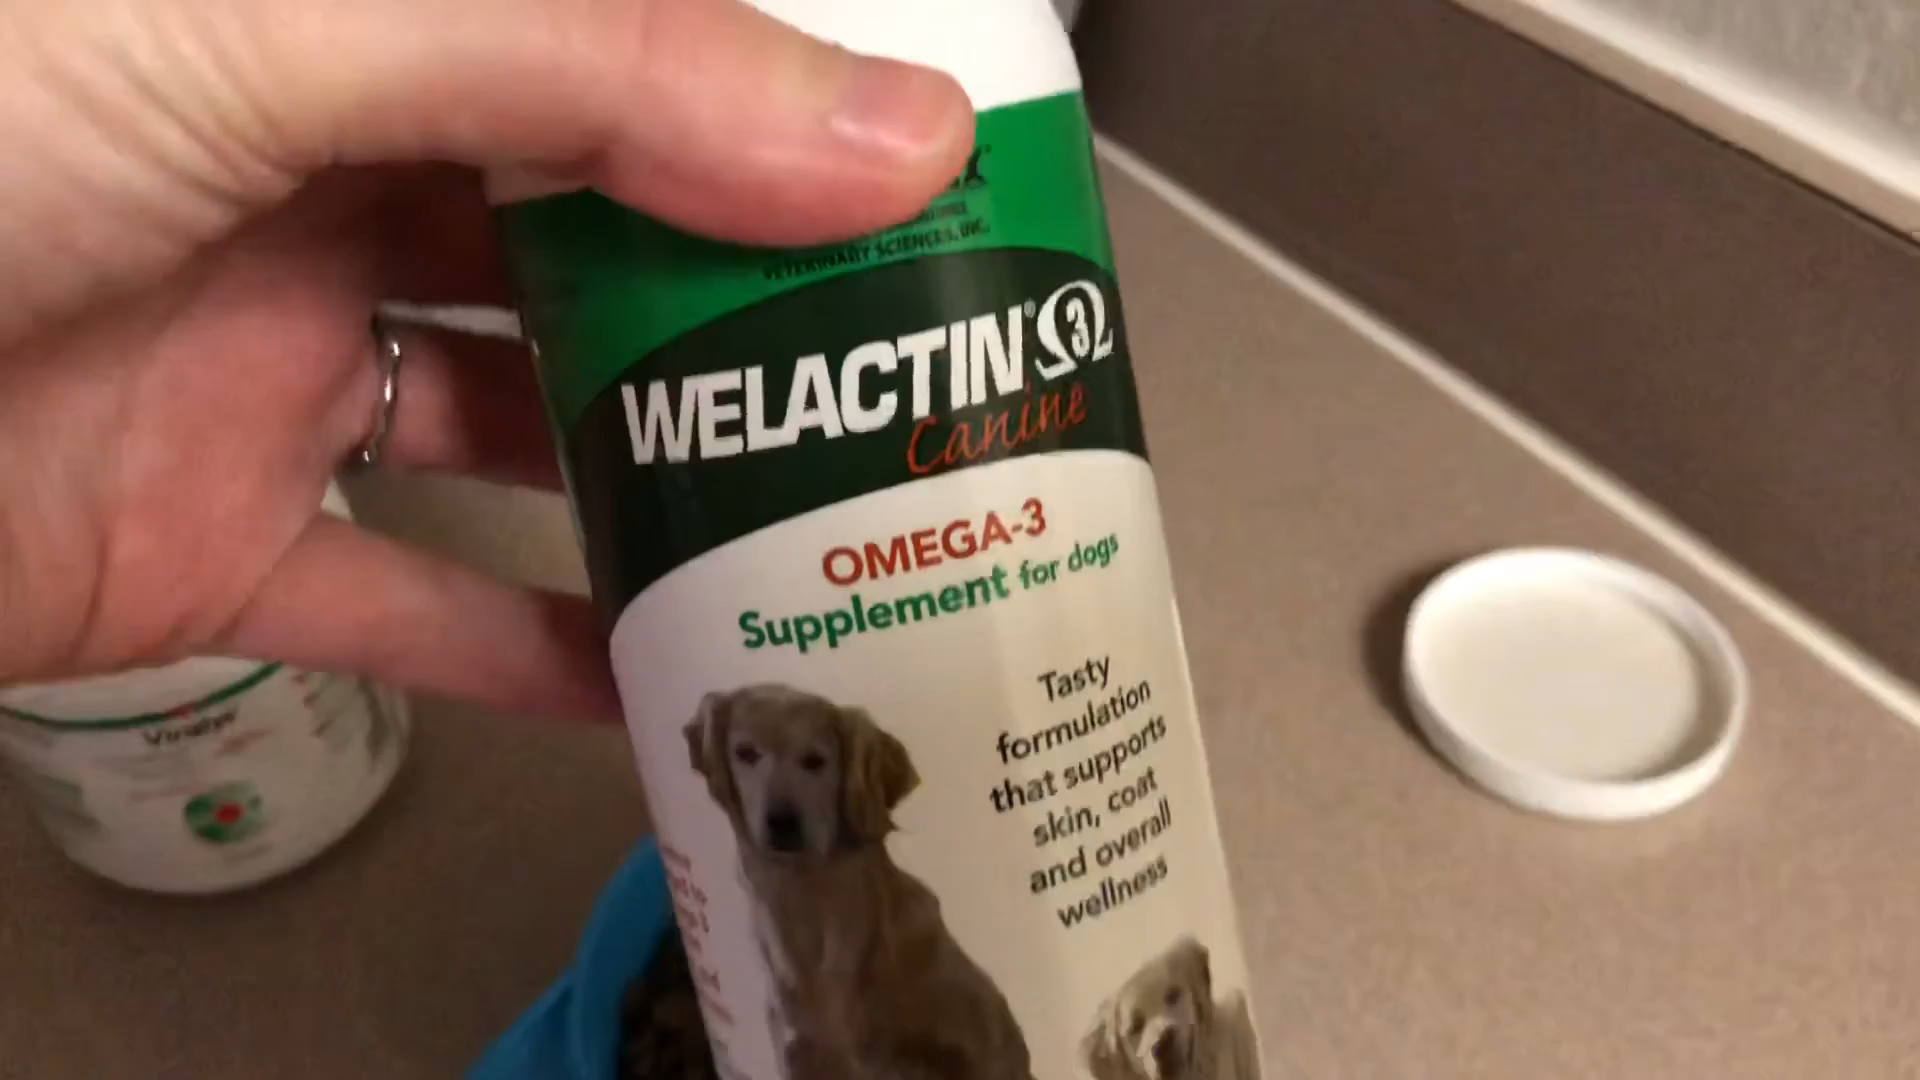 VETERINARY SCIENCES, INC.
WELACTIN® 3
Canine
OMEGA-3
Supplement for dogs
Tasty
formulation
that supports
skin, coat
and overall
wellness